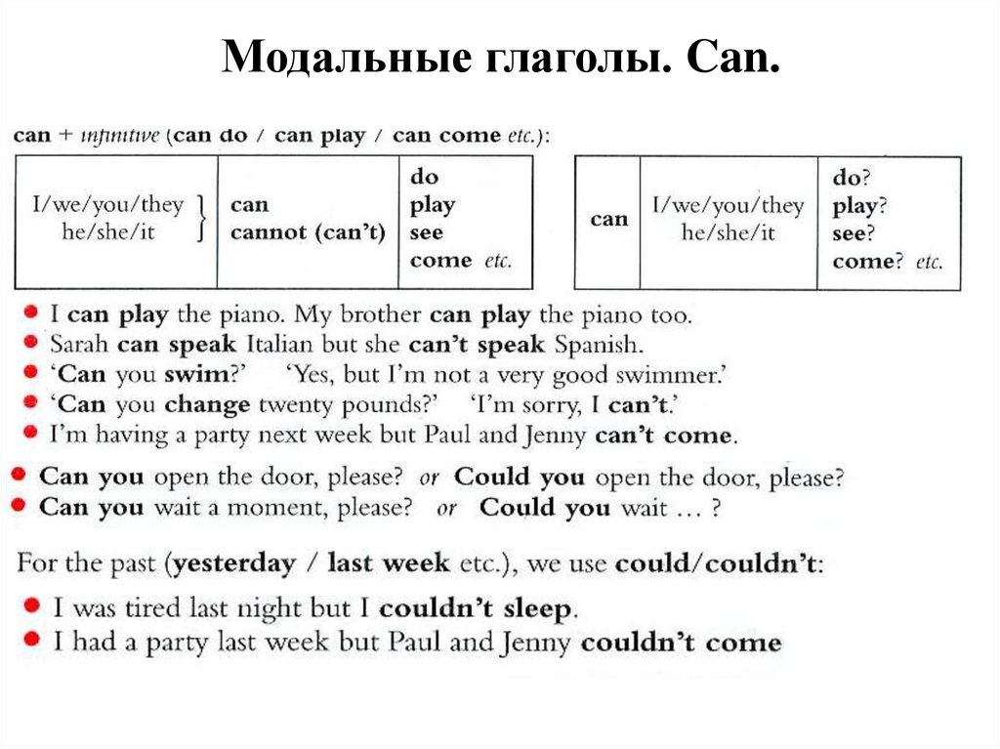 Модальные глаголы. Can.
can + infinitive (can do / can play / can come etc.):
I/we/you/they
he/she/it
can
cannot (can't)
do
play
see
come etc.
can
I/we/you/they
he/she/it
do?
play?
see?
come? etc.
• I can play the piano. My brother can play the piano too.
• Sarah can speak Italian but she can't speak Spanish.
• 'Can you swim?' 'Yes, but I'm not a very good swimmer.'
• 'Can you change twenty pounds?' 'I'm sorry, I can't.'
• I'm having a party next week but Paul and Jenny can't come.
• Can you open the door, please? or Could you open the door, please?
• Can you wait a moment, please? or Could you wait ... ?
For the past (yesterday / last week etc.), we use could/couldn't:
• I was tired last night but I couldn't sleep.
• I had a party last week but Paul and Jenny couldn't come